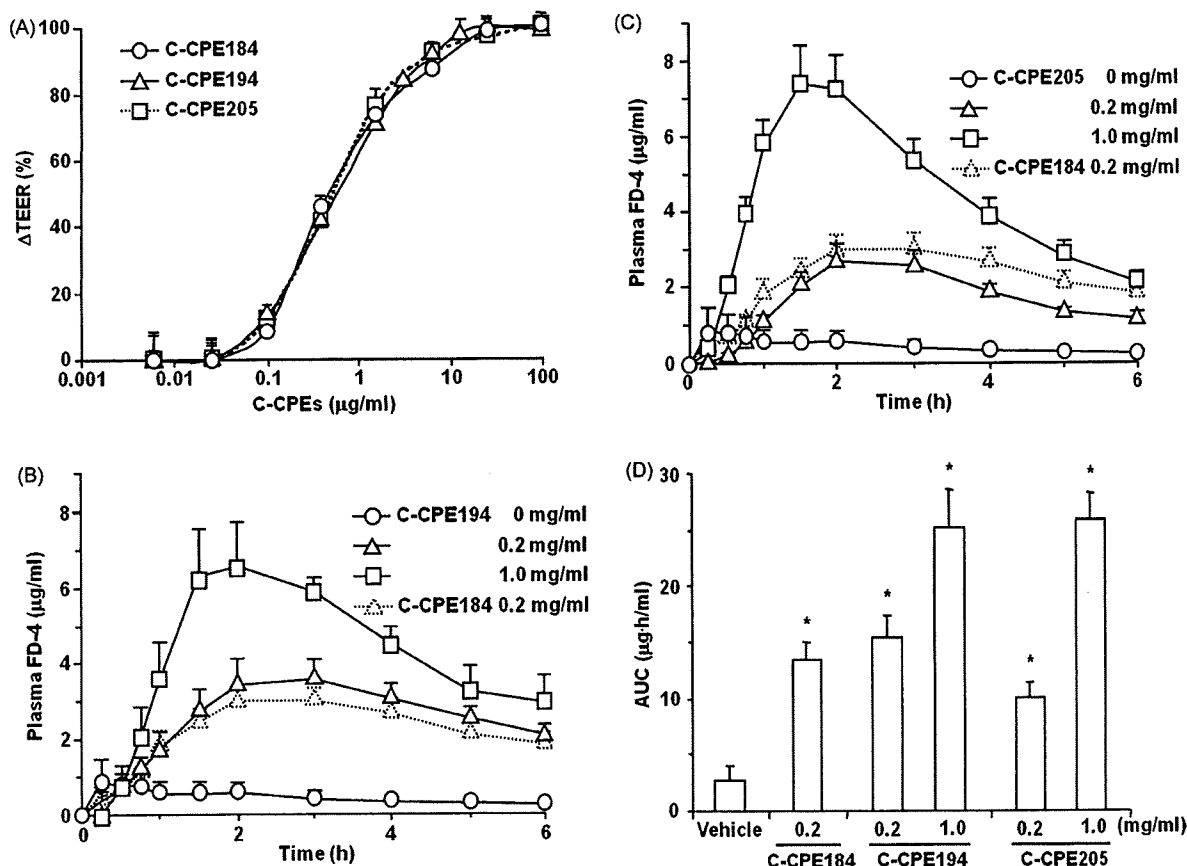 (A)
C-CPE184
C-CPE194
C-CPE205
100
80
60
40
20
0
ΔTEER (%)
0.001 0.01 0.1 1 10 100
C-CPEs (μg/ml)
(B)
8
6
4
2
0
Plasma FD-4 (μg/ml)
C-CPE194 0 mg/ml
0.2 mg/ml
1.0 mg/ml
C-CPE184 0.2 mg/ml
0 2 4 6
Time (h)
(C)
8
6
4
2
0
Plasma FD-4 (μg/ml)
C-CPE205 0 mg/ml
0.2 mg/ml
1.0 mg/ml
C-CPE184 0.2 mg/ml
0 2 4 6
Time (h)
(D)
30
20
10
0
AUC (μg·h/ml)
* * * * *
Vehicle 0.2 0.2 1.0 0.2 1.0 (mg/ml)
C-CPE184 C-CPE194 C-CPE205